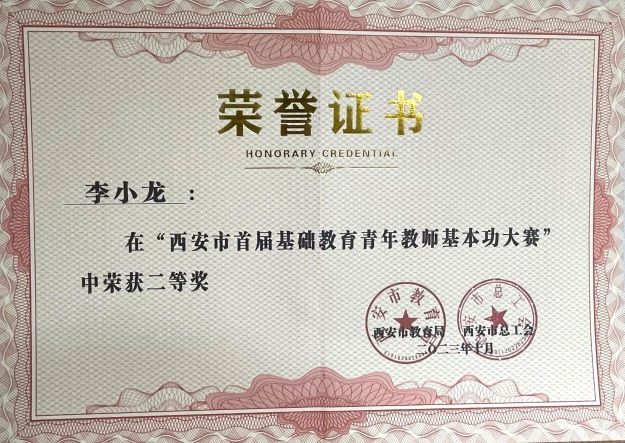 荣誉证书
HONORARY CREDENTIAL
李小龙：
在“西安市首届基础教育青年教师基本功大赛”
中荣获二等奖
西安市教育局 西安市总工会
二〇二三年十月